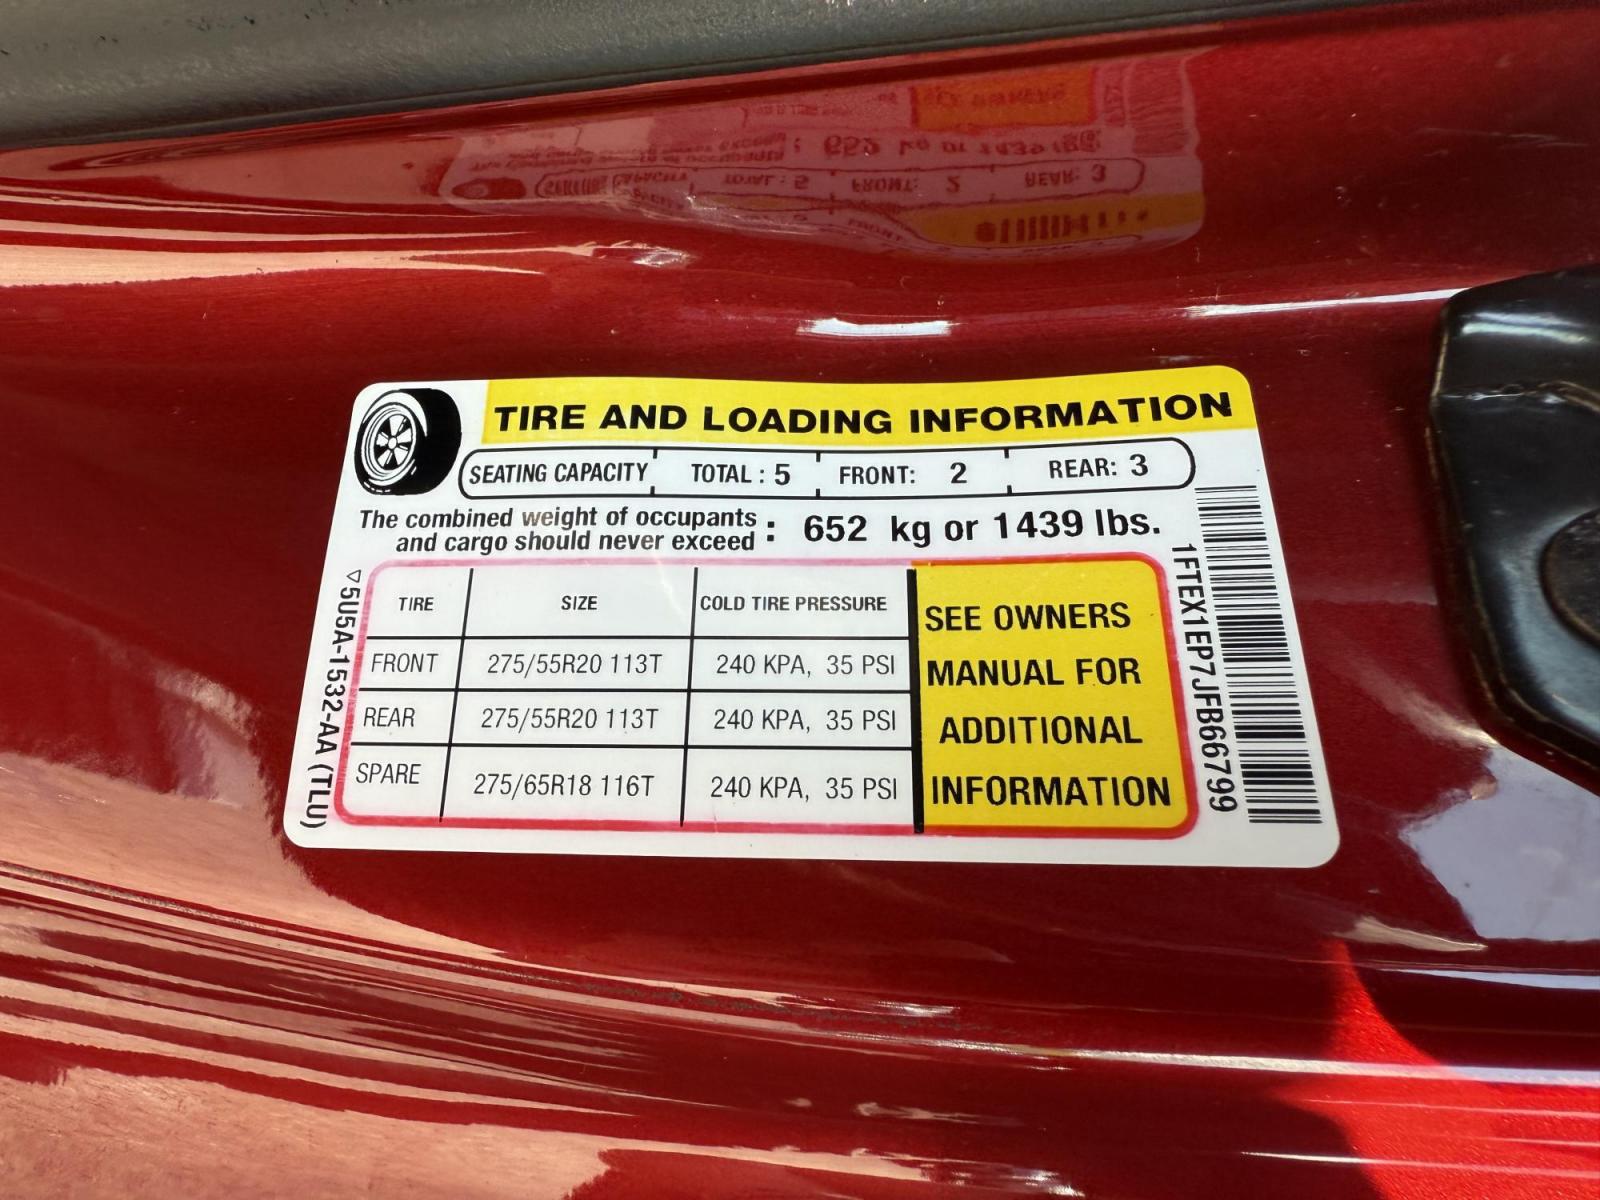 TIRE AND LOADING INFORMATION
SEATING CAPACITY TOTAL : 5 FRONT: 2 REAR: 3
The combined weight of occupants
and cargo should never exceed : 652 kg or 1439 lbs.
TIRE SIZE COLD TIRE PRESSURE
FRONT 275/55R20 113T 240 KPA, 35 PSI
REAR 275/55R20 113T 240 KPA, 35 PSI
SPARE 275/65R18 116T 240 KPA, 35 PSI
SEE OWNERS
MANUAL FOR
ADDITIONAL
INFORMATION
▽5U5A-1532-AA (TLU)
1FTEX1EP7JFB66799